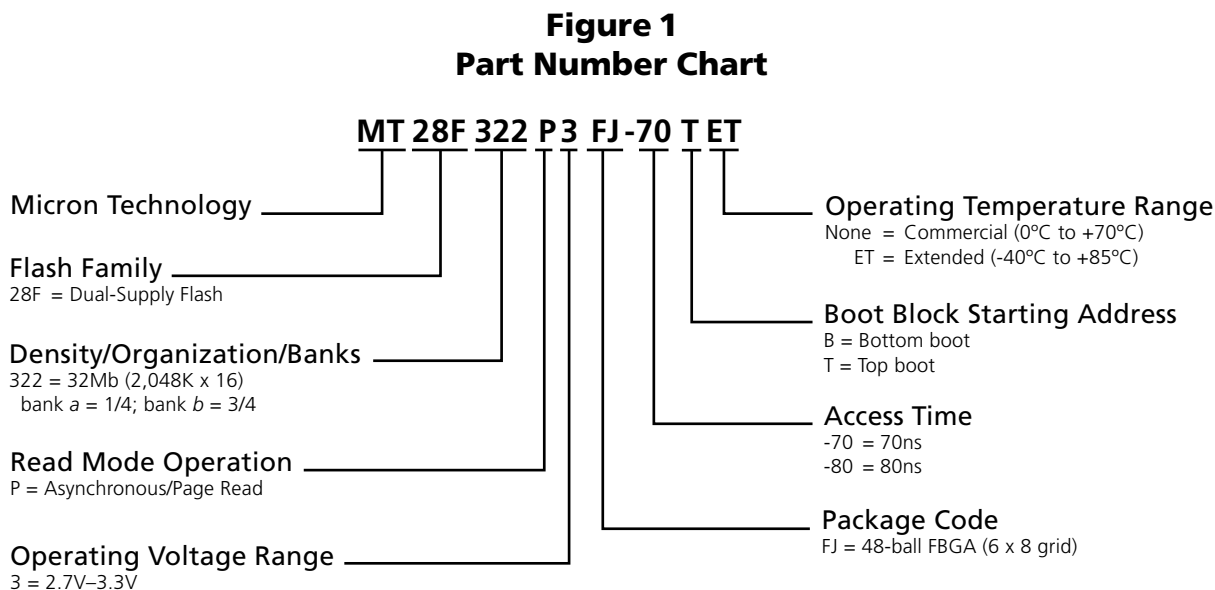 Figure 1
Part Number Chart
MT 28F 322 P 3 FJ -70 T ET
Micron Technology
Flash Family
28F = Dual-Supply Flash
Density/Organization/Banks
322 = 32Mb (2,048K x 16)
bank a = 1/4; bank b = 3/4
Read Mode Operation
P = Asynchronous/Page Read
Operating Voltage Range
3 = 2.7V–3.3V
Operating Temperature Range
None = Commercial (0ºC to +70ºC)
ET = Extended (-40ºC to +85ºC)
Boot Block Starting Address
B = Bottom boot
T = Top boot
Access Time
-70 = 70ns
-80 = 80ns
Package Code
FJ = 48-ball FBGA (6 x 8 grid)